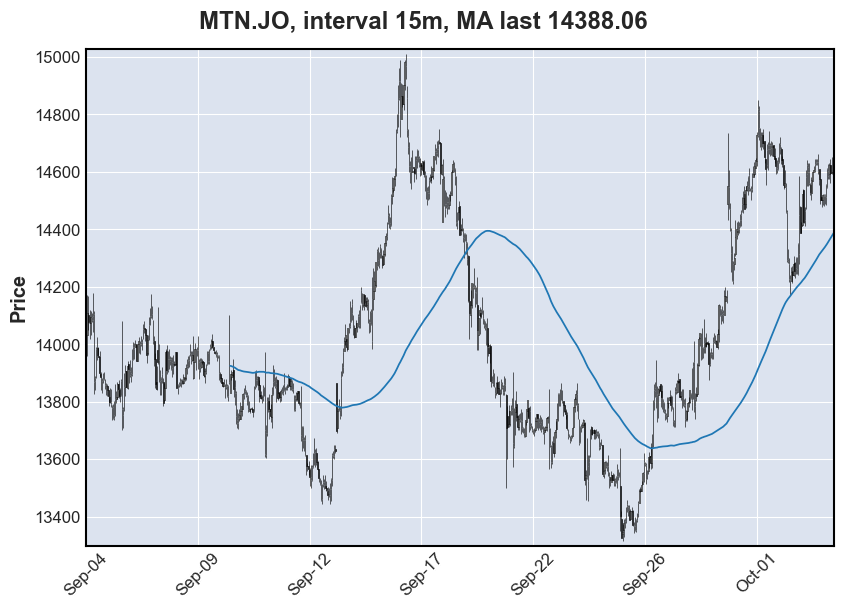 MTN.JO, interval 15m, MA last 14388.06
Price
15000
14800
14600
14400
14200
14000
13800
13600
13400
Sep-04
Sep-09
Sep-12
Sep-17
Sep-22
Sep-26
Oct-01